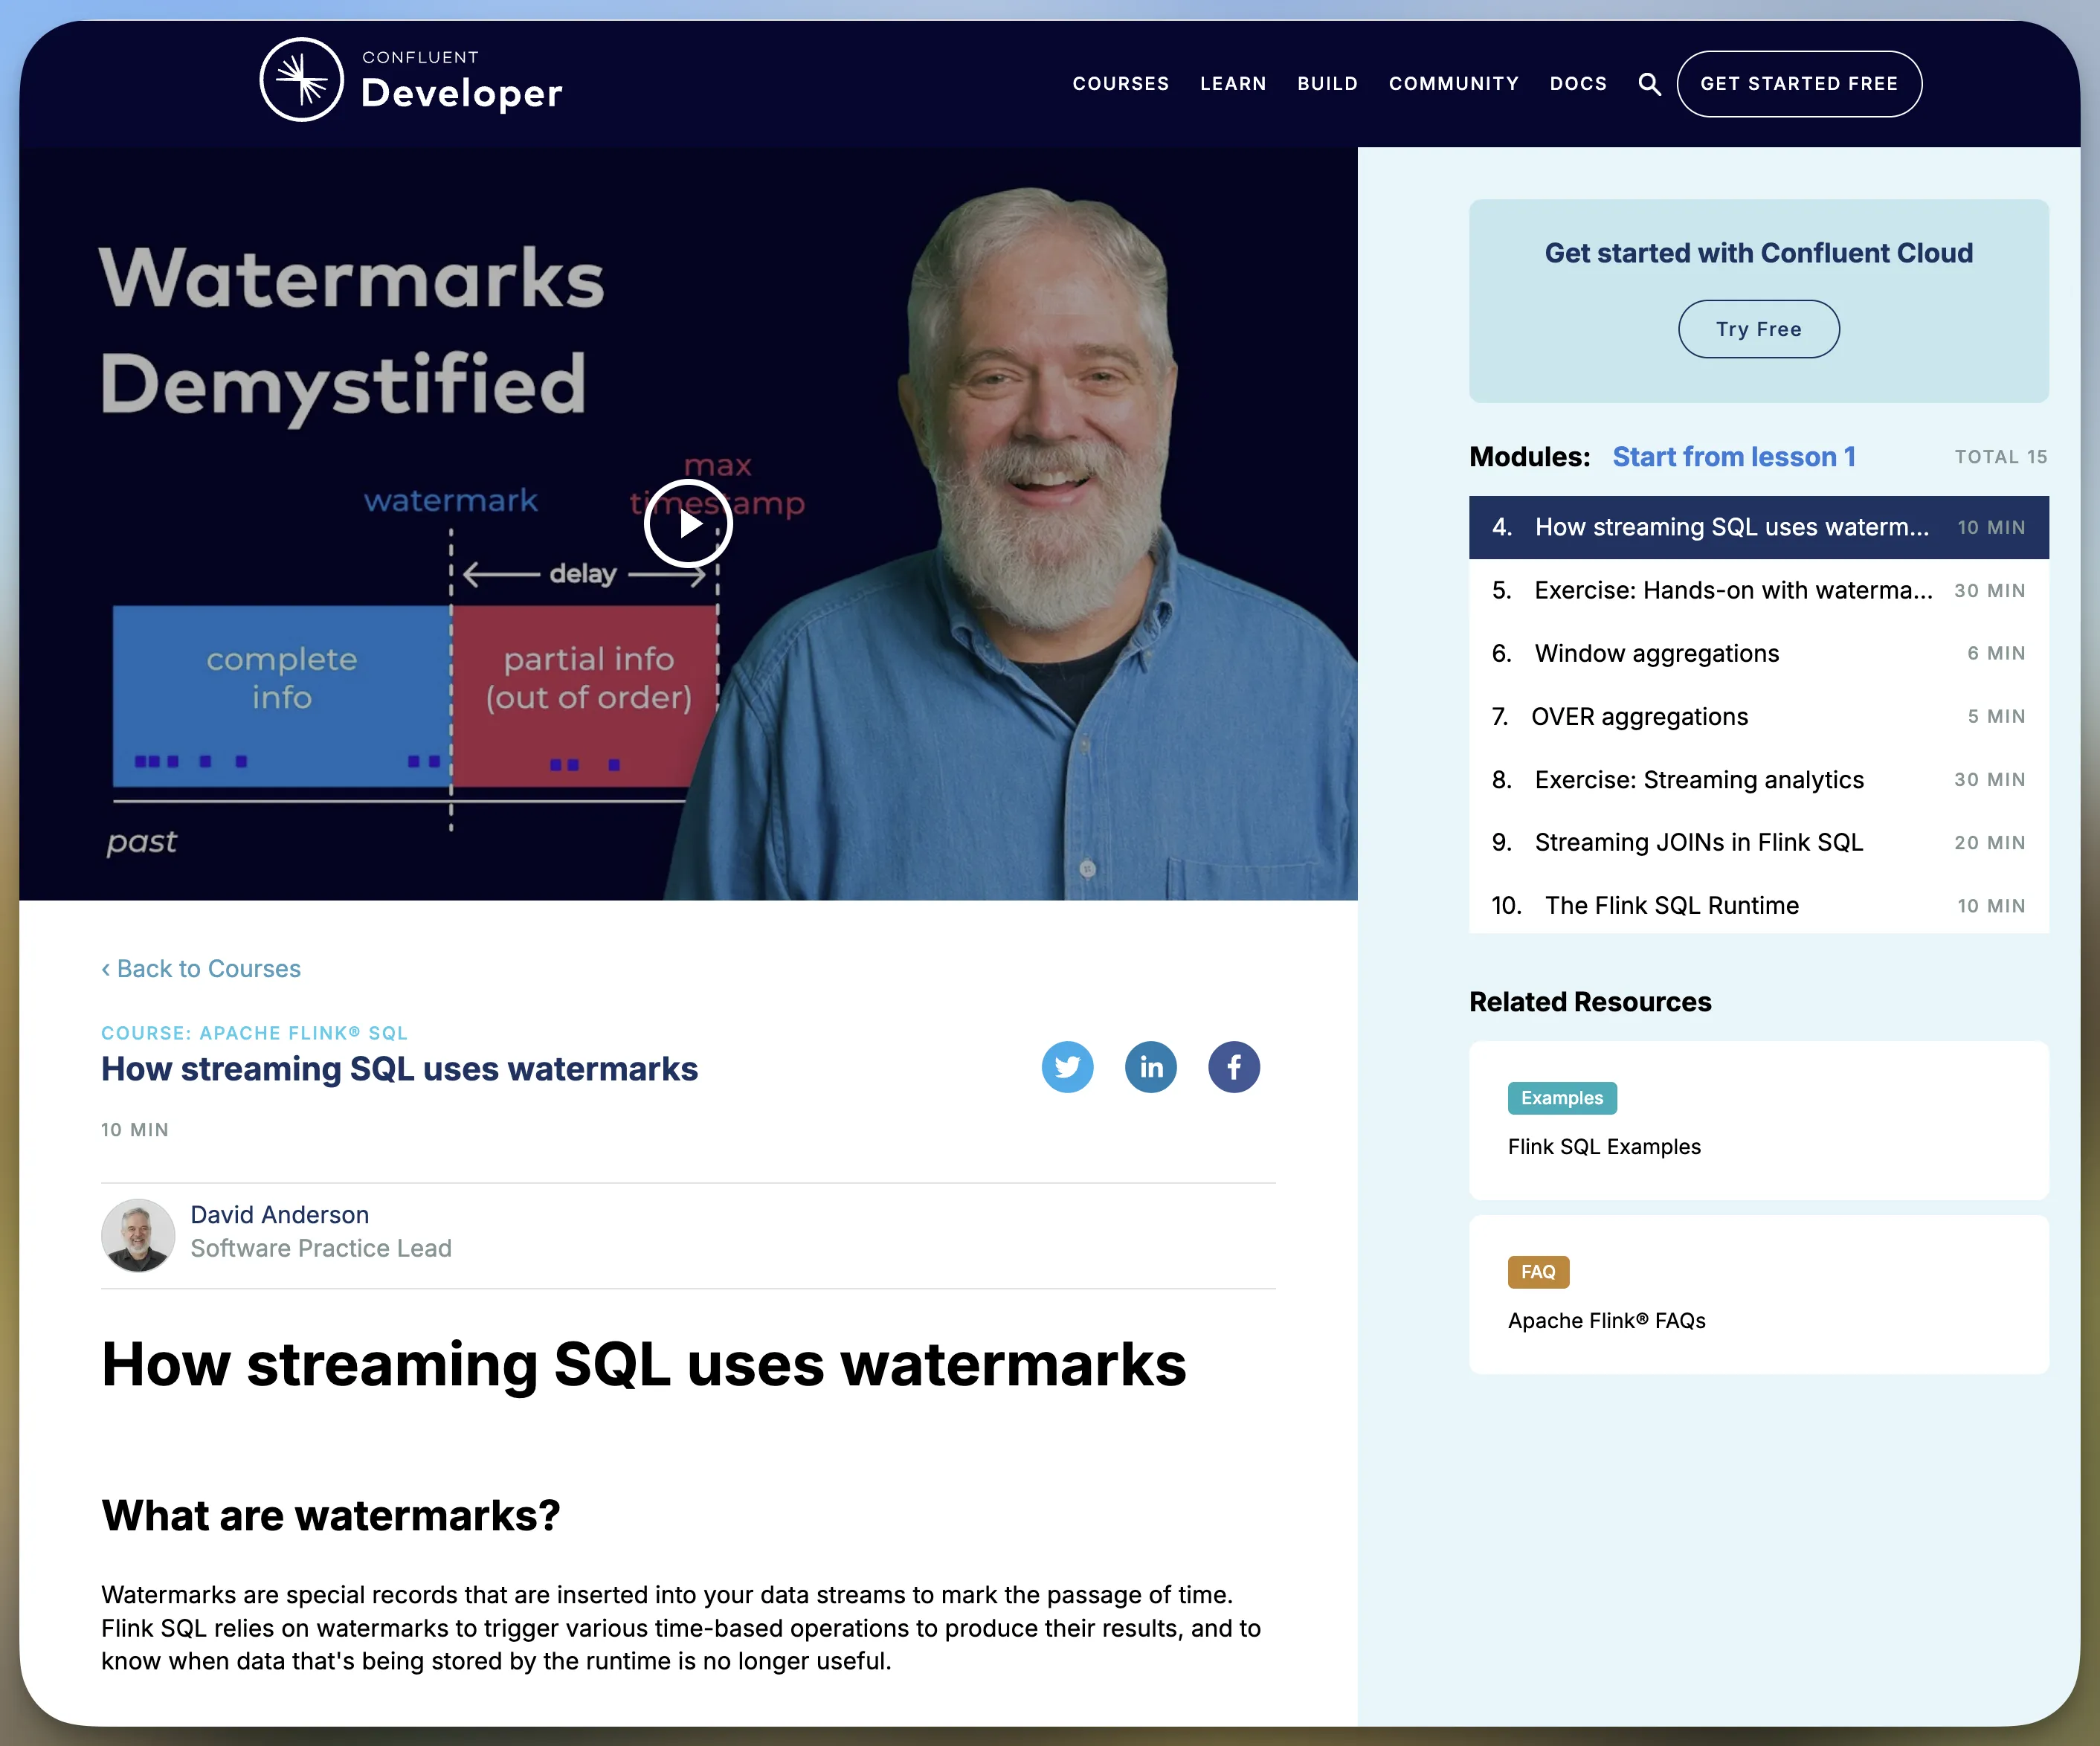 CONFLUENT
Developer
COURSES LEARN BUILD COMMUNITY DOCS GET STARTED FREE
Watermarks
Demystified
max
watermark timestamp
delay
complete
info
partial info
(out of order)
past
Get started with Confluent Cloud
Try Free
Modules: Start from lesson 1 TOTAL 15
4. How streaming SQL uses waterm... 10 MIN
5. Exercise: Hands-on with waterma... 30 MIN
6. Window aggregations 6 MIN
7. OVER aggregations 5 MIN
8. Exercise: Streaming analytics 30 MIN
9. Streaming JOINs in Flink SQL 20 MIN
10. The Flink SQL Runtime 10 MIN
Related Resources
Examples
Flink SQL Examples
FAQ
Apache Flink® FAQs
‹ Back to Courses
COURSE: APACHE FLINK® SQL
How streaming SQL uses watermarks
10 MIN
David Anderson
Software Practice Lead
How streaming SQL uses watermarks
What are watermarks?
Watermarks are special records that are inserted into your data streams to mark the passage of time.
Flink SQL relies on watermarks to trigger various time-based operations to produce their results, and to
know when data that's being stored by the runtime is no longer useful.